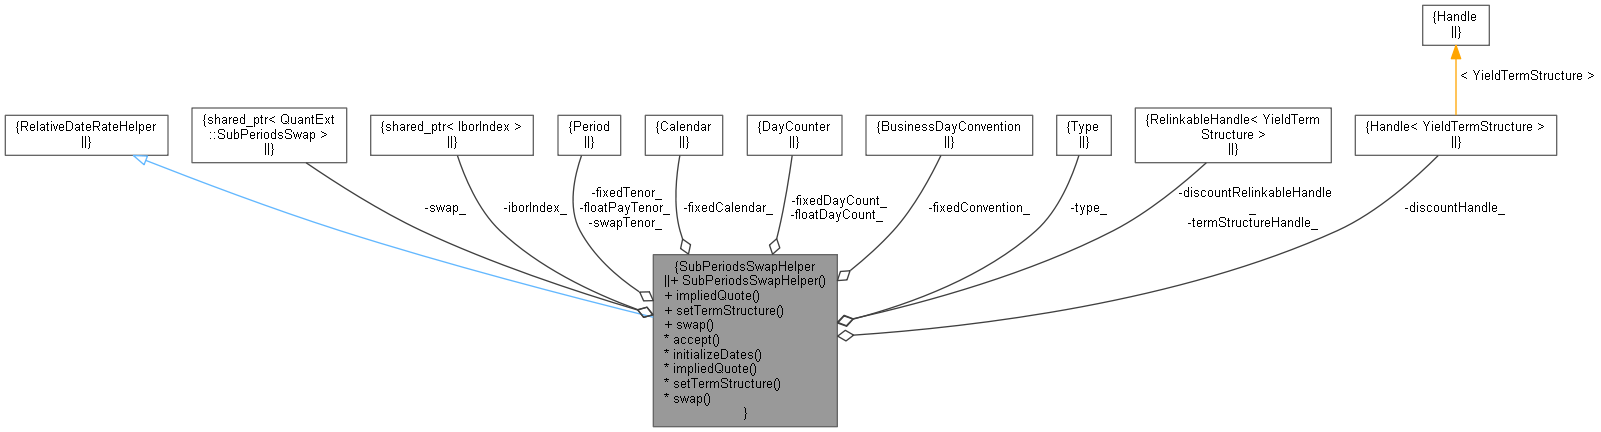 {Handle
||}
< YieldTermStructure >
{RelativeDateRateHelper
||}
{shared_ptr< QuantExt
::SubPeriodsSwap >
||}
{shared_ptr< IborIndex >
||}
{Period
||}
{Calendar
||}
{DayCounter
||}
{BusinessDayConvention
||}
{Type
||}
{RelinkableHandle< YieldTerm
Structure >
||}
{Handle< YieldTermStructure >
||}
-swap_
-iborIndex_
-fixedTenor_
-floatPayTenor_
-swapTenor_
-fixedCalendar_
-fixedDayCount_
-floatDayCount_
-fixedConvention_
-type_
-discountRelinkableHandle
_
-termStructureHandle_
-discountHandle_
{SubPeriodsSwapHelper
||+ SubPeriodsSwapHelper()
+ impliedQuote()
+ setTermStructure()
+ swap()
* accept()
* initializeDates()
* impliedQuote()
* setTermStructure()
* swap()
}